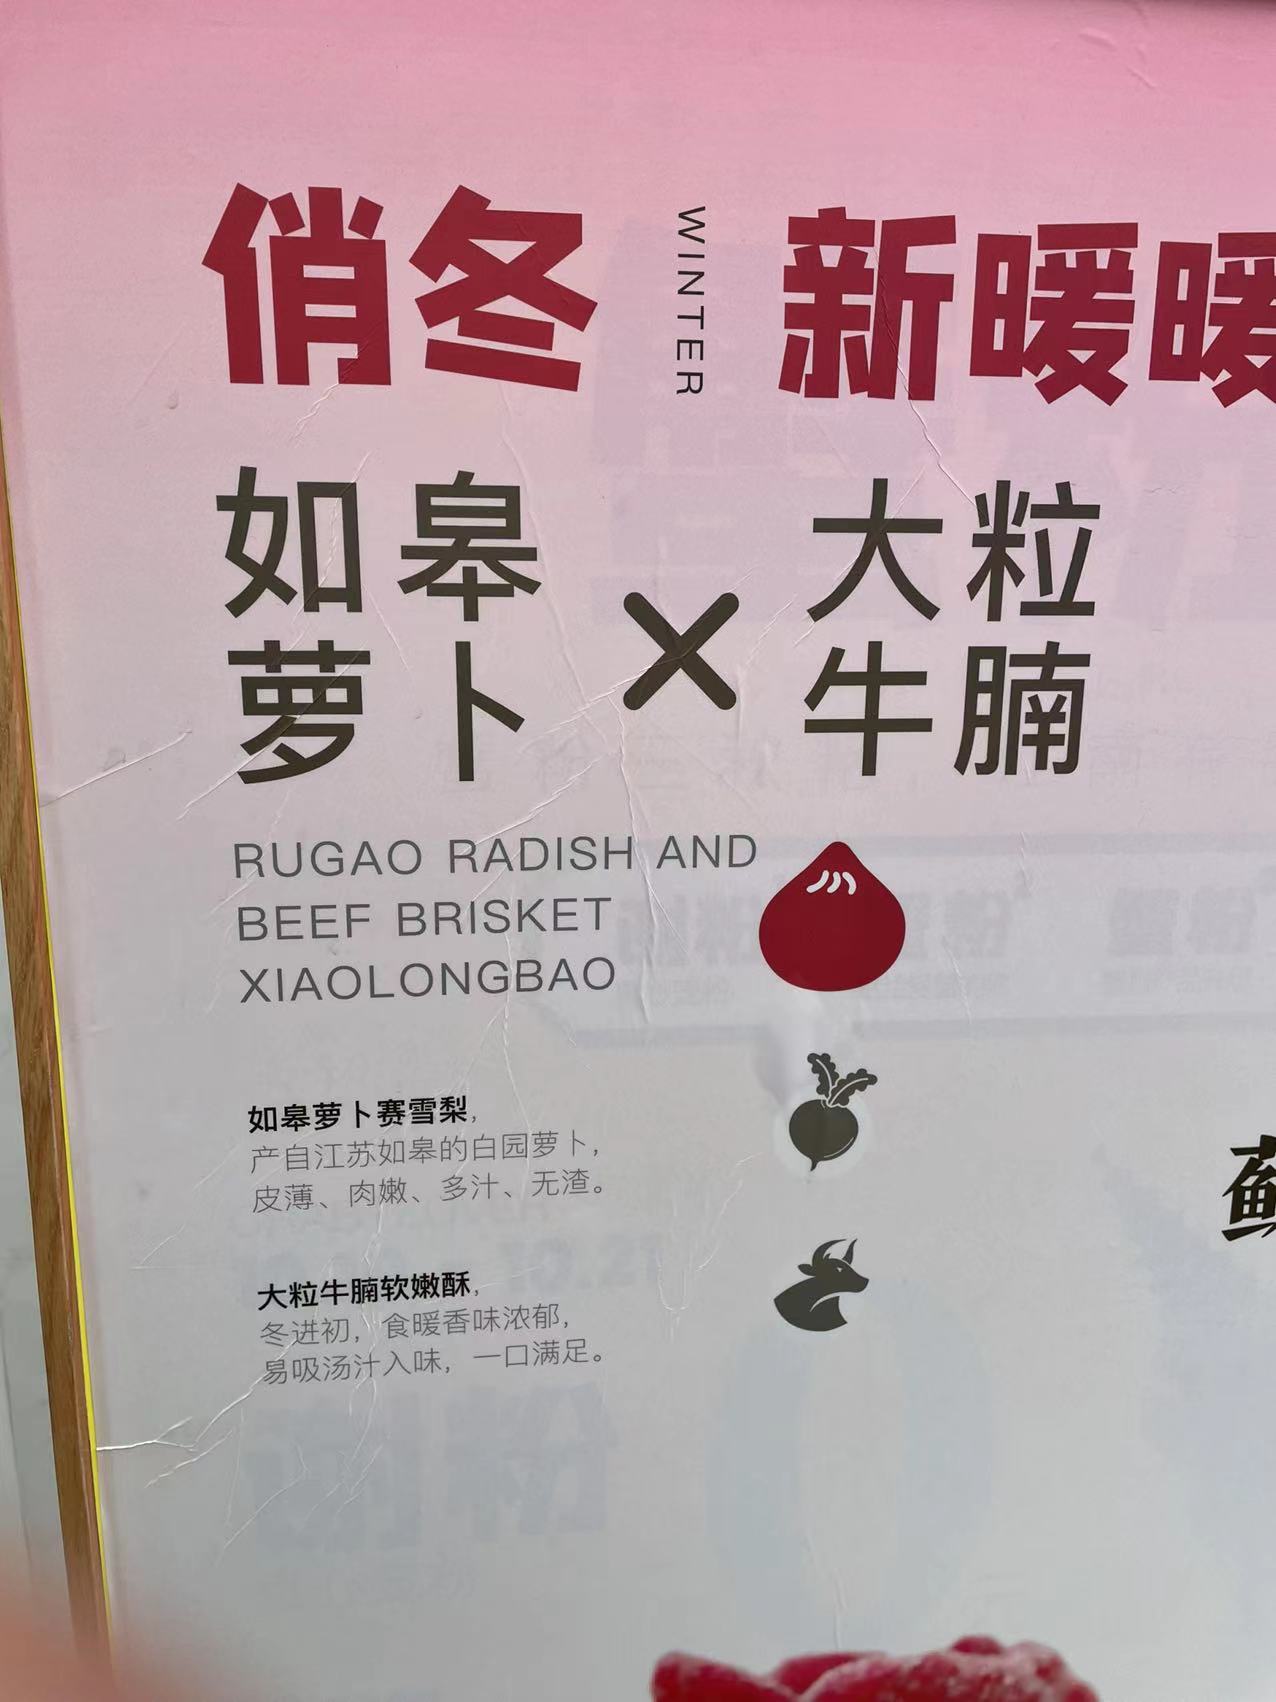 俏冬 WINTER 新暖暖
如皋 × 大粒
萝卜 牛腩
RUGAO RADISH AND
BEEF BRISKET
XIAOLONGBAO
如皋萝卜赛雪梨，
产自江苏如皋的白园萝卜，
皮薄、肉嫩、多汁、无渣。
大粒牛腩软嫩酥，
冬进初，食暖香味浓郁，
易吸汤汁入味，一口满足。